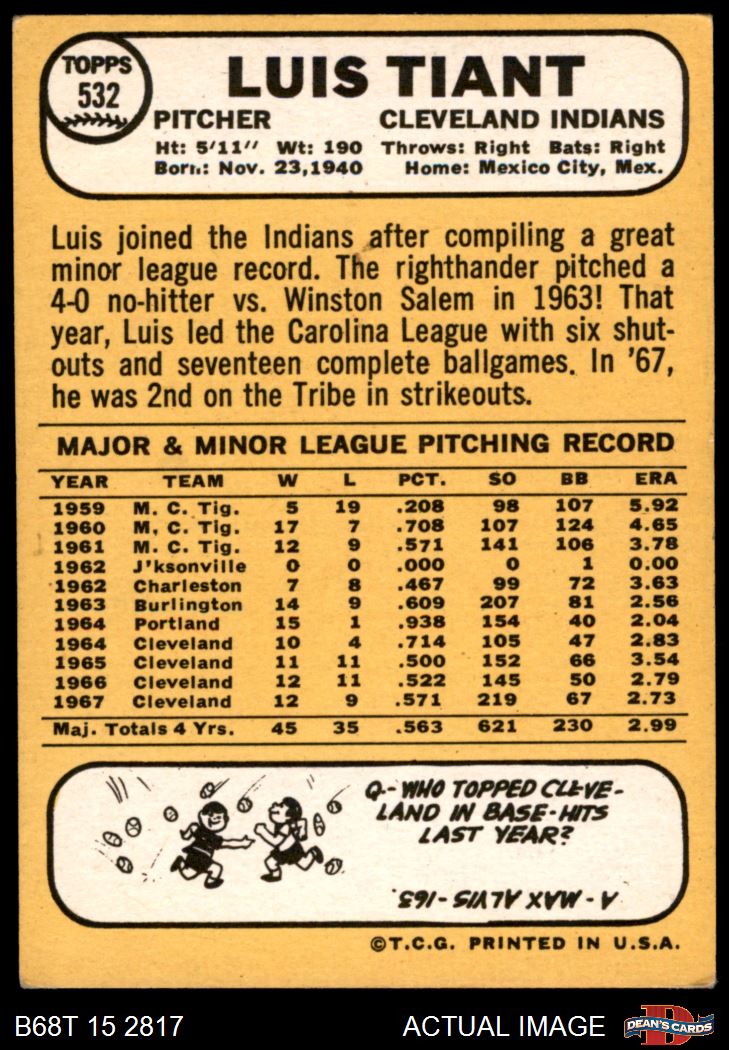 TOPPS
532
LUIS TIANT
PITCHER CLEVELAND INDIANS
Ht: 5'11" Wt: 190 Throws: Right Bats: Right
Born: Nov. 23,1940 Home: Mexico City, Mex.
Luis joined the Indians after compiling a great
minor league record. The righthander pitched a
4-0 no-hitter vs. Winston Salem in 1963! That
year, Luis led the Carolina League with six shut-
outs and seventeen complete ballgames. In '67,
he was 2nd on the Tribe in strikeouts.
MAJOR & MINOR LEAGUE PITCHING RECORD
YEAR TEAM W L PCT. SO BB ERA
1959 M. C. Tig. 5 19 .208 98 107 5.92
1960 M. C. Tig. 17 7 .708 107 124 4.65
1961 M. C. Tig. 12 9 .571 141 106 3.78
1962 J'ksonville 0 0 .000 0 1 0.00
1962 Charleston 7 8 .467 99 72 3.63
1963 Burlington 14 9 .609 207 81 2.56
1964 Portland 15 1 .938 154 40 2.04
1964 Cleveland 10 4 .714 105 47 2.83
1965 Cleveland 11 11 .500 152 66 3.54
1966 Cleveland 12 11 .522 145 50 2.79
1967 Cleveland 12 9 .571 219 67 2.73
Maj. Totals 4 Yrs. 45 35 .563 621 230 2.99
Q-- WHO TOPPED CLEVE-
LAND IN BASE-HITS
LAST YEAR?
A - MAX ALVIS -163.
©T.C.G. PRINTED IN U.S.A.
B68T 15 2817 ACTUAL IMAGE
D
DEAN'S CARDS